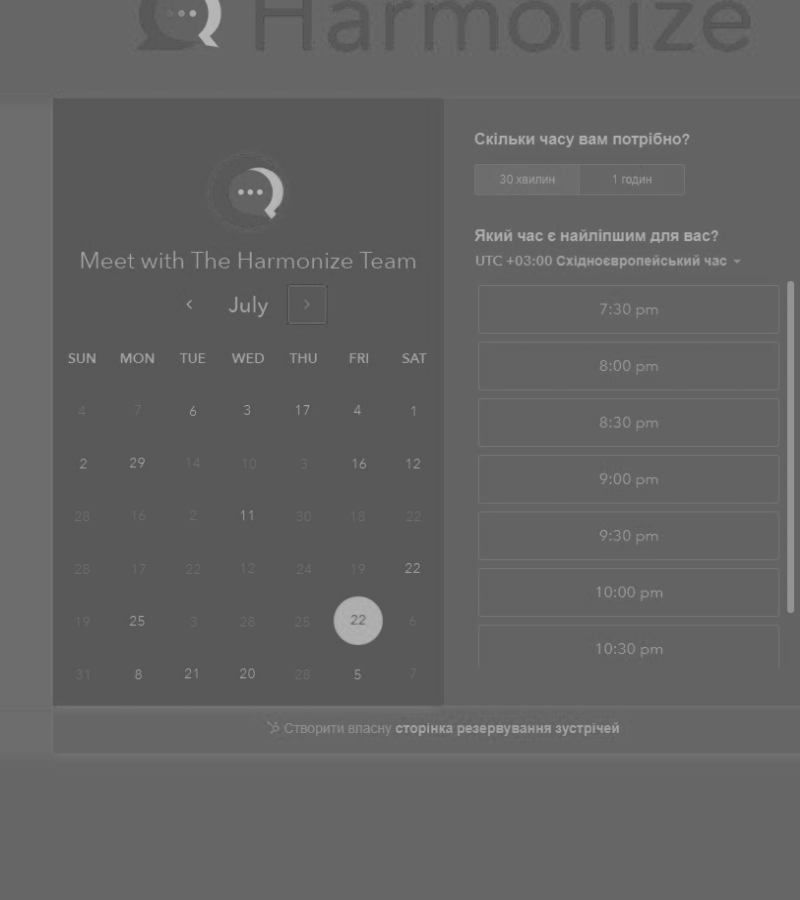 Harmonize
Meet with The Harmonize Team
July
SUN MON TUE WED THU FRI SAT
4 7 6 3 17 4 1
2 29 14 10 3 16 12
28 16 2 11 30 18 22
28 17 22 12 24 19 22
19 25 3 28 25 22 6
31 8 21 20 28 5 7
Скільки часу вам потрібно?
30 хвилин 1 годин
Який час є найліпшим для вас?
UTC +03:00 Східноєвропейський час
7:30 pm
8:00 pm
8:30 pm
9:00 pm
9:30 pm
10:00 pm
10:30 pm
Створити власну сторінка резервування зустрічей